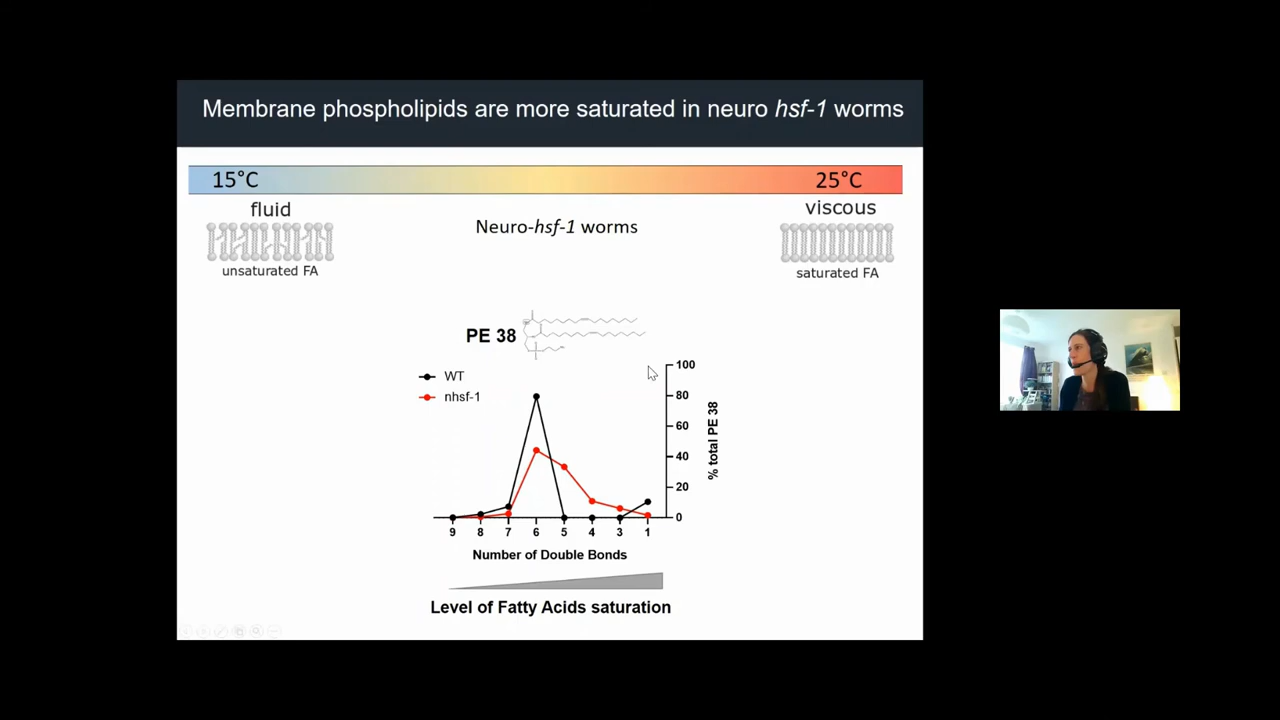 Membrane phospholipids are more saturated in neuro hsf-1 worms
15°C
25°C
fluid
viscous
Neuro-hsf-1 worms
unsaturated FA
saturated FA
PE 38
WT
nhsf-1
100
80
60
40
20
0
% total PE 38
9 8 7 6 5 4 3 1
Number of Double Bonds
Level of Fatty Acids saturation